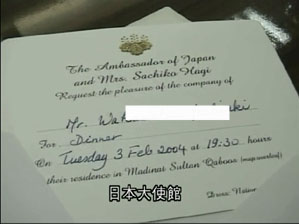 The Ambassador of Japan
and Mrs. Sachiko Hagi
Request the pleasure of the company of
Mr.
For Dinner
On Tuesday 3 Feb 2004 at 19:30 hours
their residence in Madinat Sultan Qaboos
Dress:
日本大使館